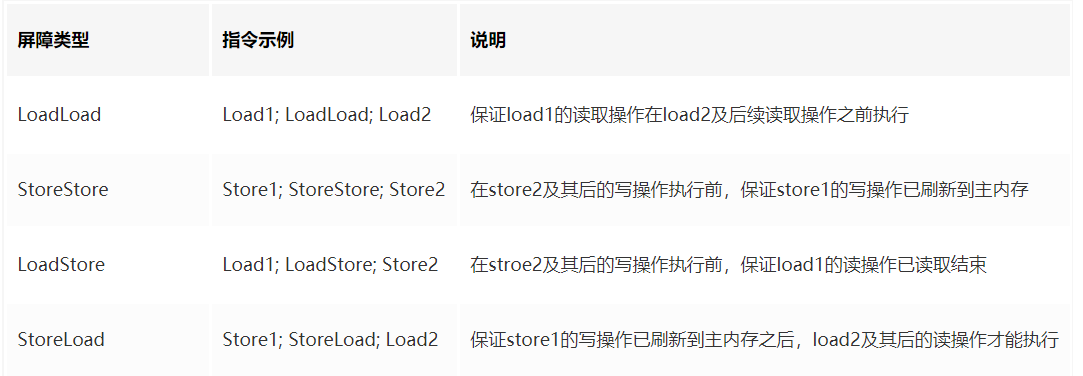 屏障类型 指令示例 说明
LoadLoad Load1; LoadLoad; Load2 保证load1的读取操作在load2及后续读取操作之前执行
StoreStore Store1; StoreStore; Store2 在store2及其后的写操作执行前，保证store1的写操作已刷新到主内存
LoadStore Load1; LoadStore; Store2 在stroe2及其后的写操作执行前，保证load1的读操作已读取结束
StoreLoad Store1; StoreLoad; Load2 保证store1的写操作已刷新到主内存之后，load2及其后的读操作才能执行